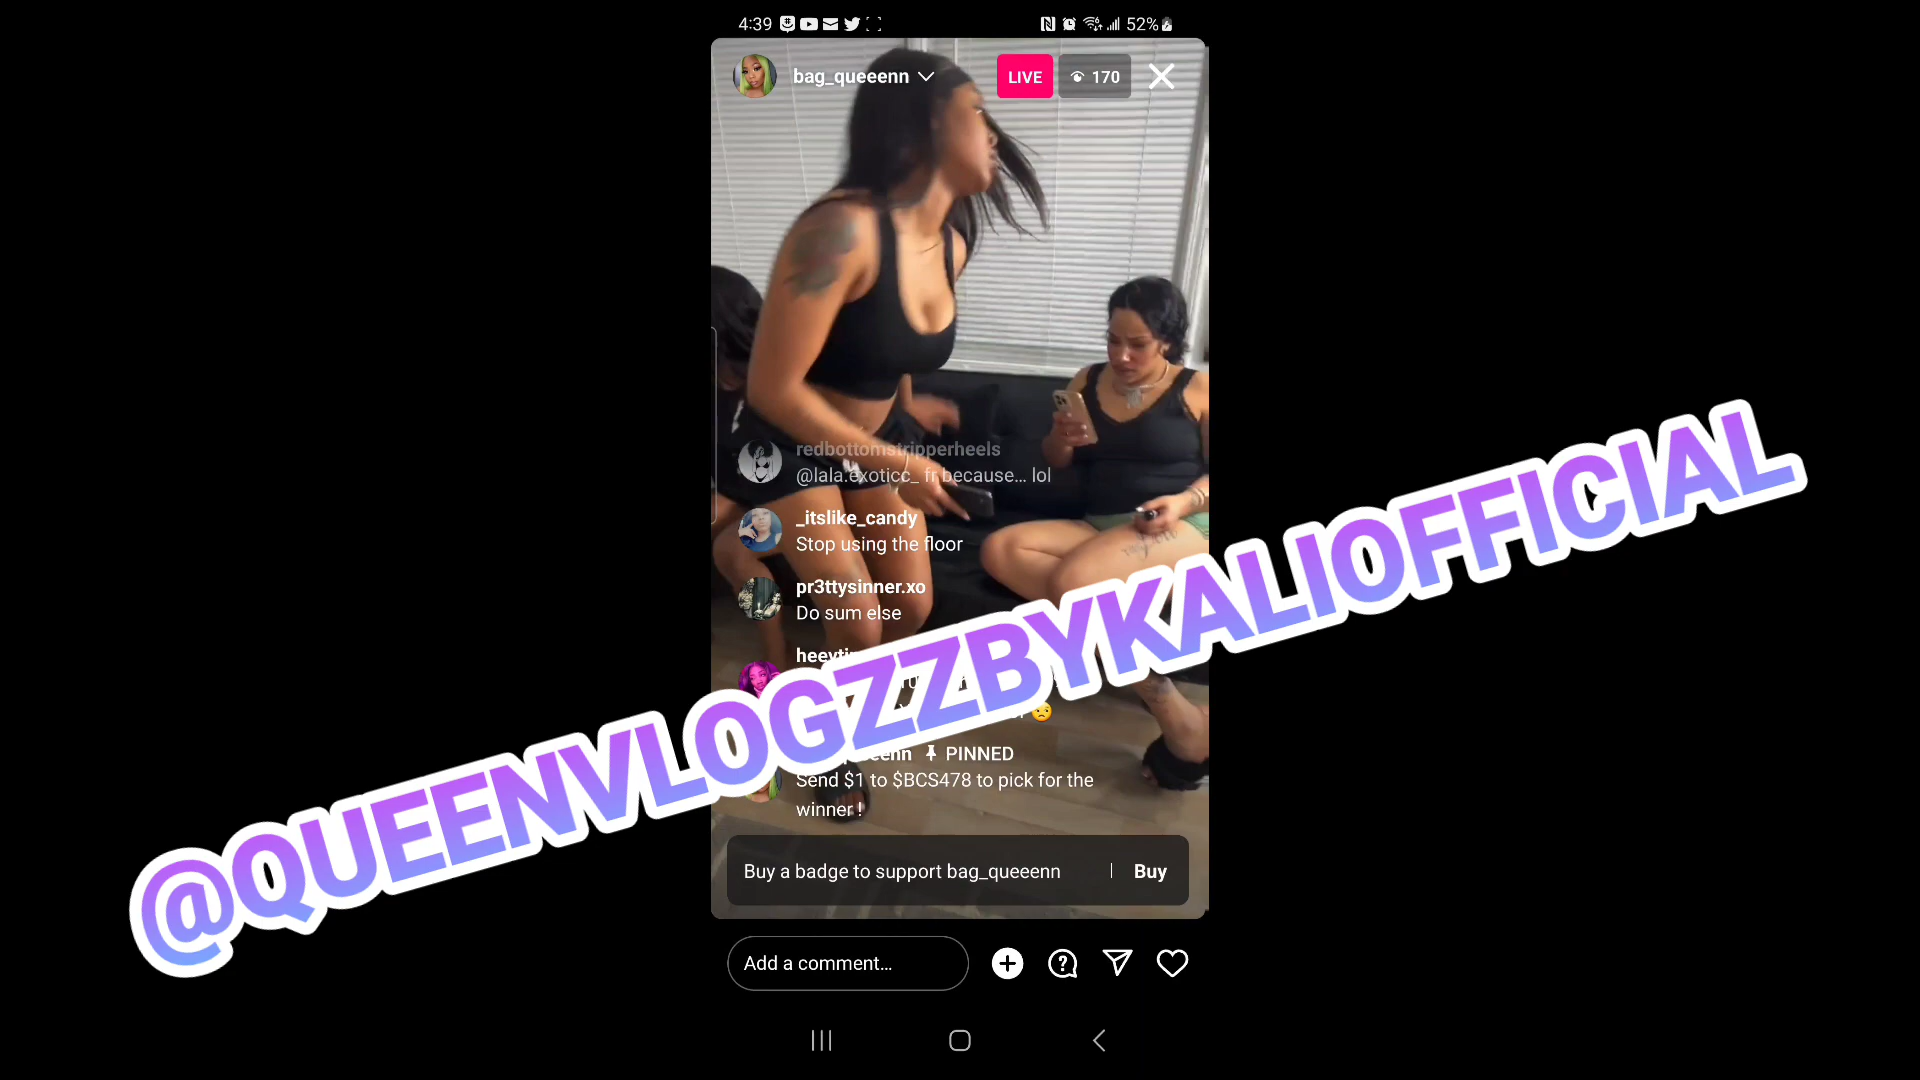 4:39
52%
bag_queeenn
LIVE
170
redbottomstripperheels
@lala.exoticc_ fr because... lol
_itslike_candy
Stop using the floor
pr3ttysinner.xo
Do sum else
@QUEENVLOGZZBYKALIOFFICIAL
PINNED
Send $1 to $BCS478 to pick for the
winner !
Buy a badge to support bag_queeenn | Buy
Add a comment...